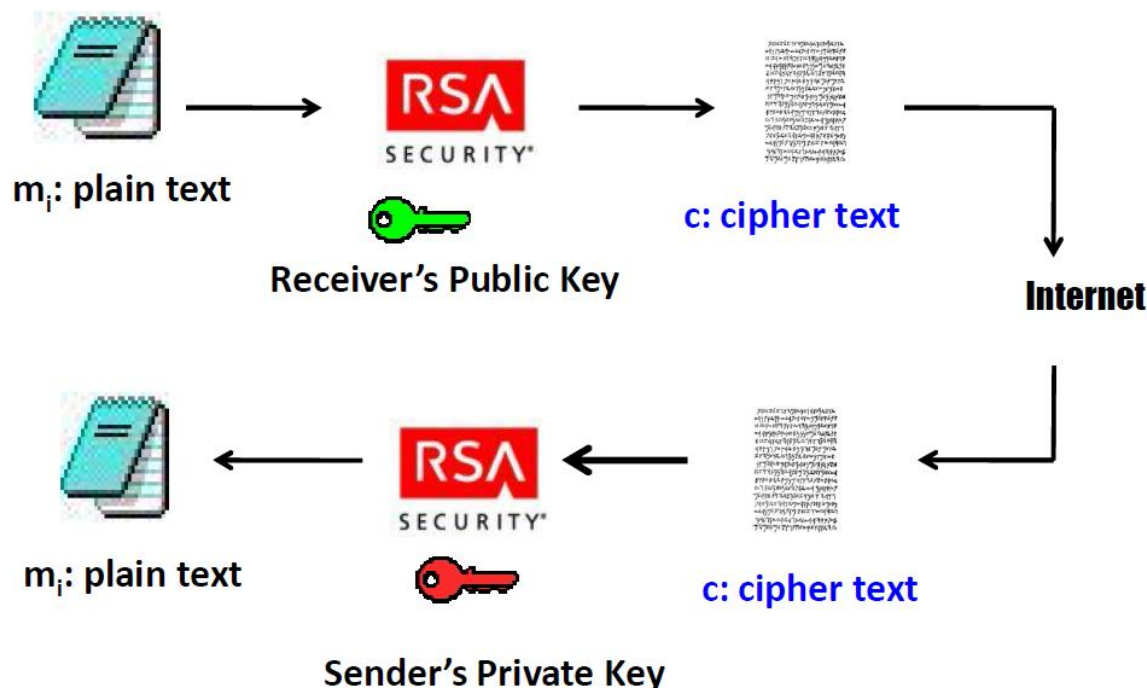 RSA
SECURITY®
mᵢ: plain text
c: cipher text
Receiver's Public Key
Internet
RSA
SECURITY®
mᵢ: plain text
c: cipher text
Sender's Private Key